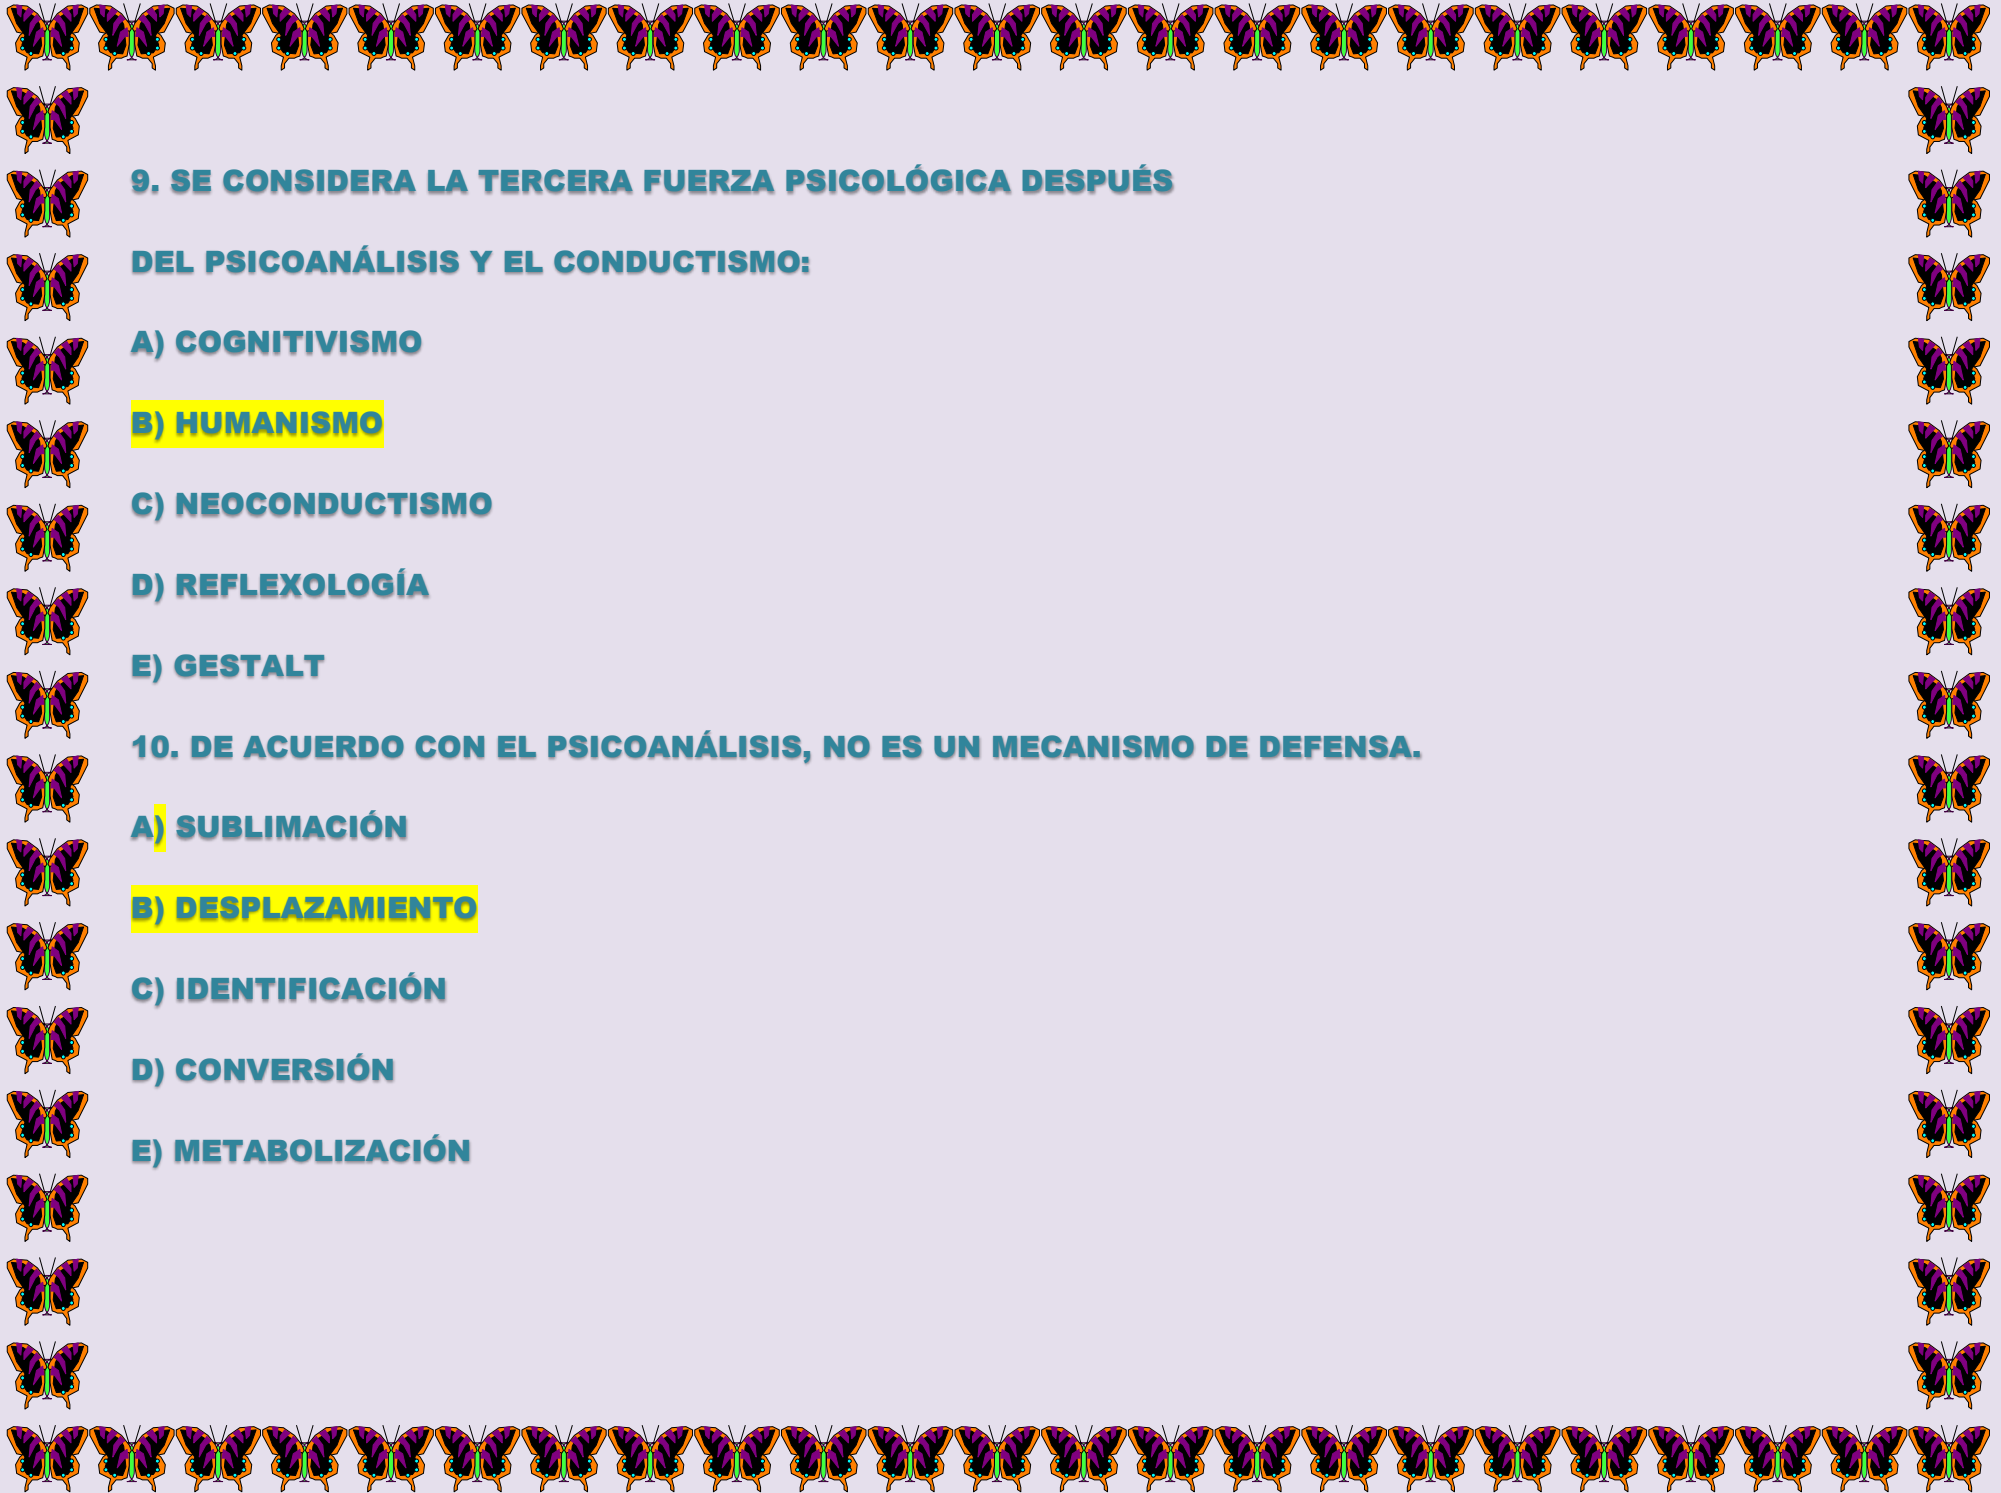 9. SE CONSIDERA LA TERCERA FUERZA PSICOLÓGICA DESPUÉS
DEL PSICOANÁLISIS Y EL CONDUCTISMO:
A) COGNITIVISMO
B) HUMANISMO
C) NEOCONDUCTISMO
D) REFLEXOLOGÍA
E) GESTALT
10. DE ACUERDO CON EL PSICOANÁLISIS, NO ES UN MECANISMO DE DEFENSA.
A) SUBLIMACIÓN
B) DESPLAZAMIENTO
C) IDENTIFICACIÓN
D) CONVERSIÓN
E) METABOLIZACIÓN